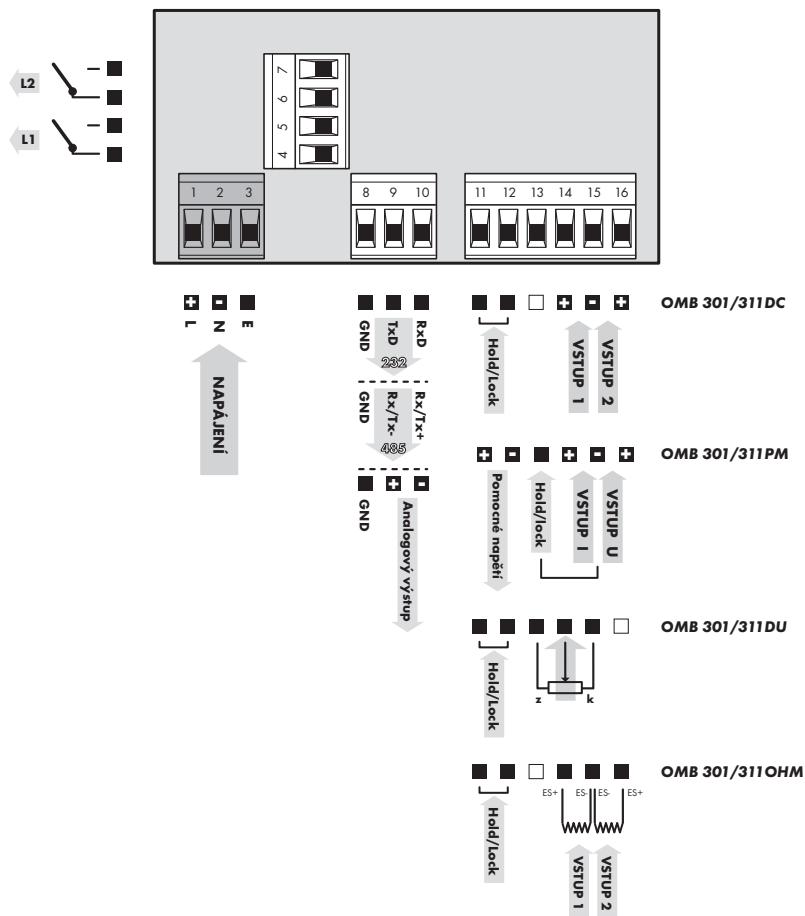 7
L2
6
5
L1
4
1 2 3
8 9 10
11 12 13 14 15 16
+ - ■
L N E
NAPÁJENÍ
GND TxD RxD
232
GND Rx/Tx- Rx/Tx+
485
+ -
GND
Analogový výstup
+ - +
OMB 301/311DC
Hold/Lock
VSTUP 1
VSTUP 2
+ - + - +
OMB 301/311PM
Pomocné napětí
Hold/lock
VSTUP I
VSTUP U
OMB 301/311DU
Hold/Lock
z k
OMB 301/311OHM
ES+ ES- ES- ES+
Hold/Lock
VSTUP 1
VSTUP 2